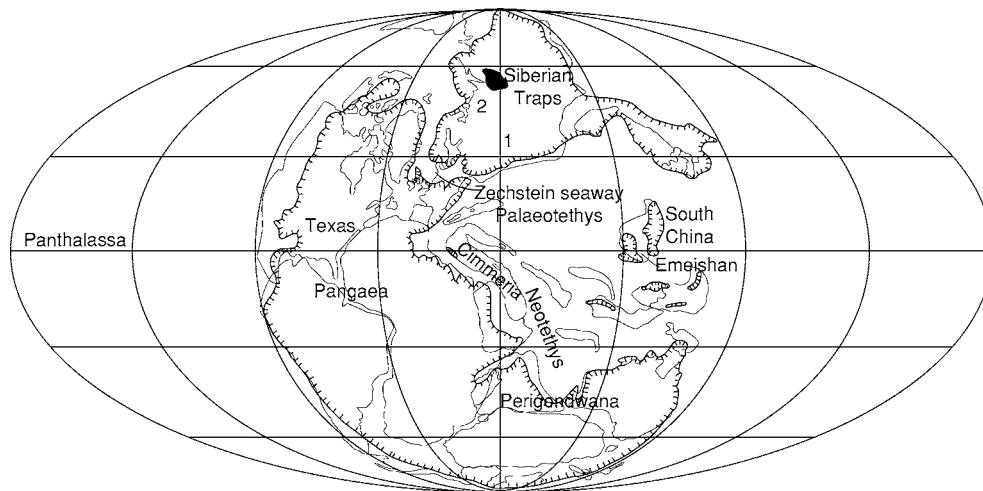 Siberian
Traps
2
1
Zechstein seaway
Palaeotethys
Texas
South
China
Panthalassa
Emeishan
Cimmeria
Pangaea
Neotethys
Perigondwana